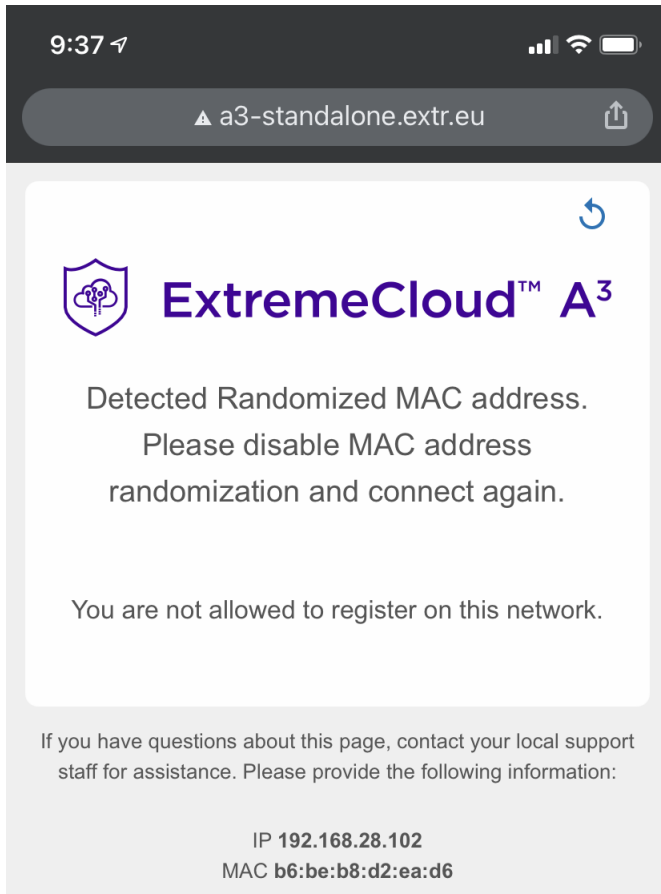 9:37
a3-standalone.extr.eu
ExtremeCloud™ A³
Detected Randomized MAC address.
Please disable MAC address
randomization and connect again.
You are not allowed to register on this network.
If you have questions about this page, contact your local support
staff for assistance. Please provide the following information:
IP 192.168.28.102
MAC b6:be:b8:d2:ea:d6